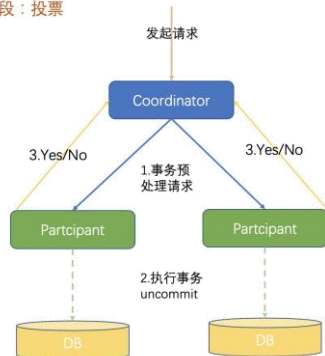 段：投票
发起请求
Coordinator
3.Yes/No
3.Yes/No
1.事务预
处理请求
Partcipant
Partcipant
2.执行事务
uncommit
DB
DB